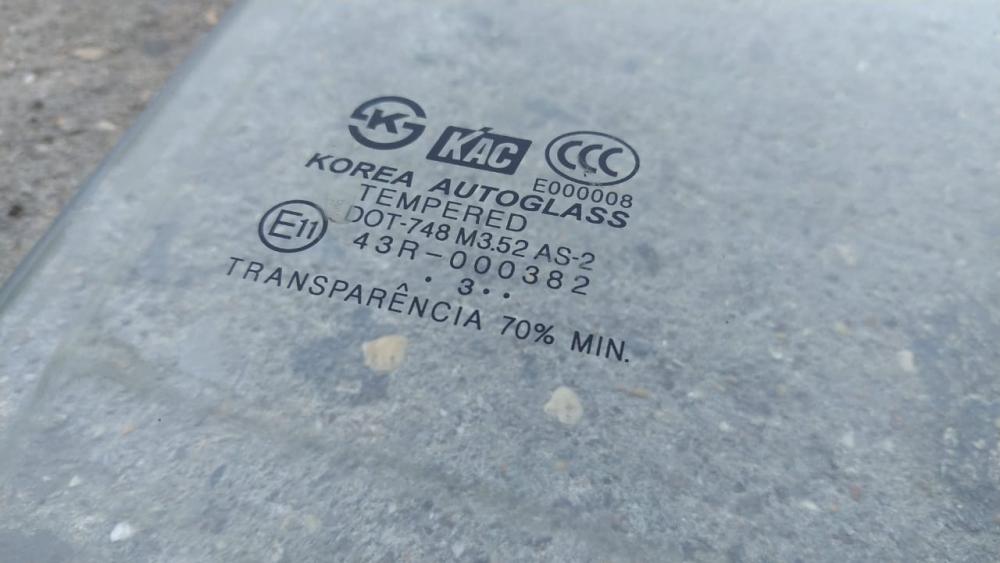 K KAC CCC
E000008
KOREA AUTOGLASS
TEMPERED
DOT-748 M3.52 AS-2
E11 43R-000382
. 3 . .
TRANSPARÊNCIA 70% MIN.